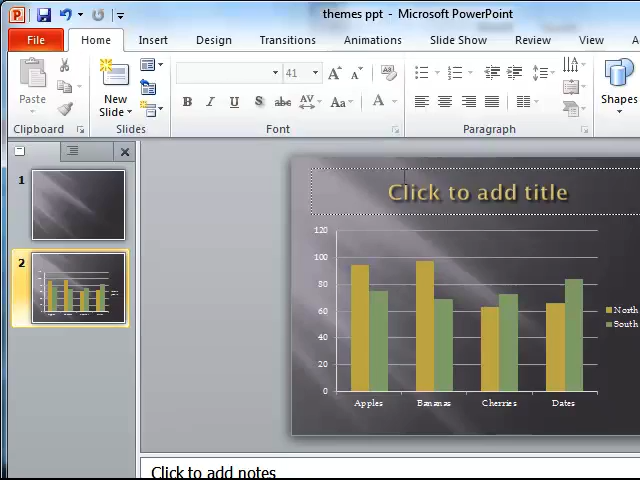 themes ppt - Microsoft PowerPoint
File Home Insert Design Transitions Animations Slide Show Review View A
41
Paste
New
Slide
Shapes
Clipboard Slides Font Paragraph
1
2
Click to add title
120
100
80
60
40
20
0
Apples Bananas Cherries Dates
North
South
Click to add notes